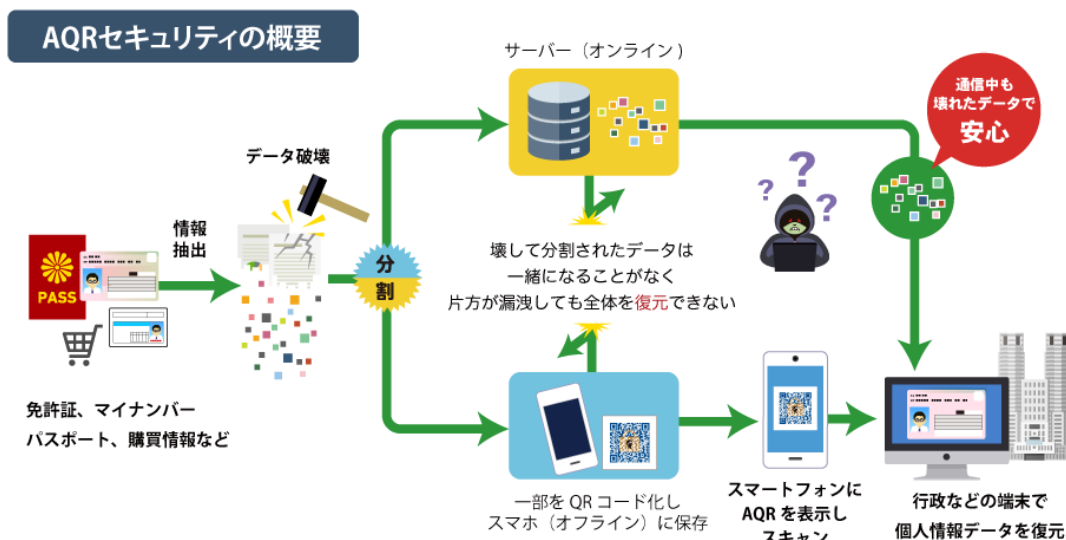 AQRセキュリティの概要
サーバー（オンライン）
通信中も
壊れたデータで
安心
データ破壊
情報
抽出
分
割
PASS
壊して分割されたデータは
一緒になることがなく
片方が漏洩しても全体を復元できない
免許証、マイナンバー
パスポート、購買情報など
一部を QR コード化し
スマホ（オフライン）に保存
スマートフォンに
AQR を表示し
スキャン
行政などの端末で
個人情報データを復元
? ? ?